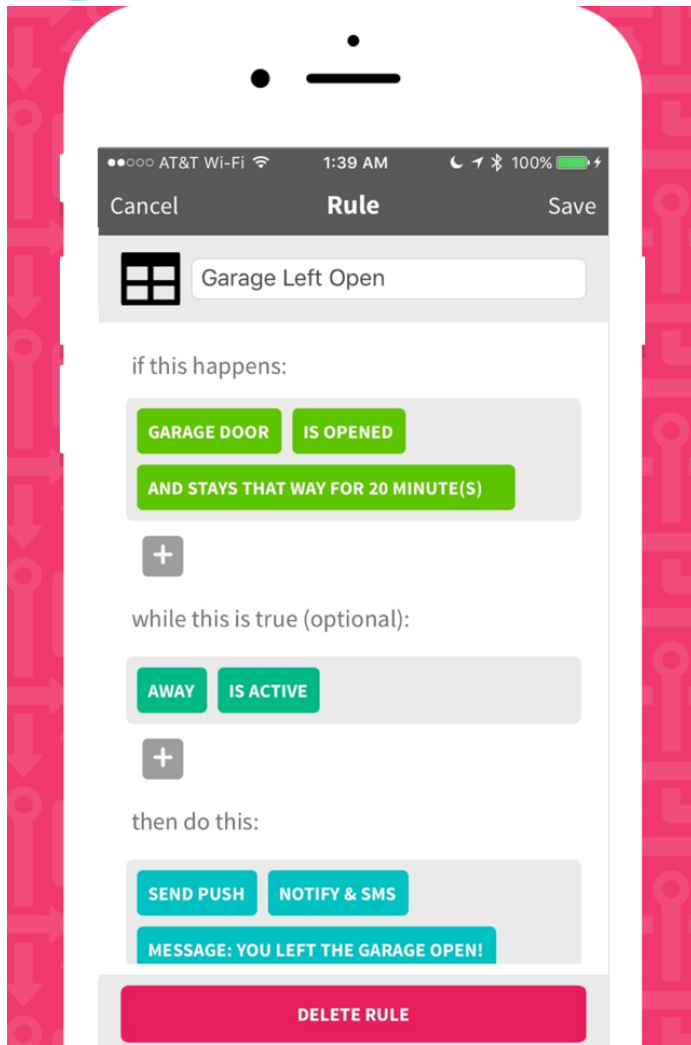 ●●○○○ AT&T Wi-Fi 1:39 AM 100%
Cancel Rule Save
Garage Left Open
if this happens:
GARAGE DOOR IS OPENED
AND STAYS THAT WAY FOR 20 MINUTE(S)
+
while this is true (optional):
AWAY IS ACTIVE
+
then do this:
SEND PUSH NOTIFY & SMS
MESSAGE: YOU LEFT THE GARAGE OPEN!
DELETE RULE